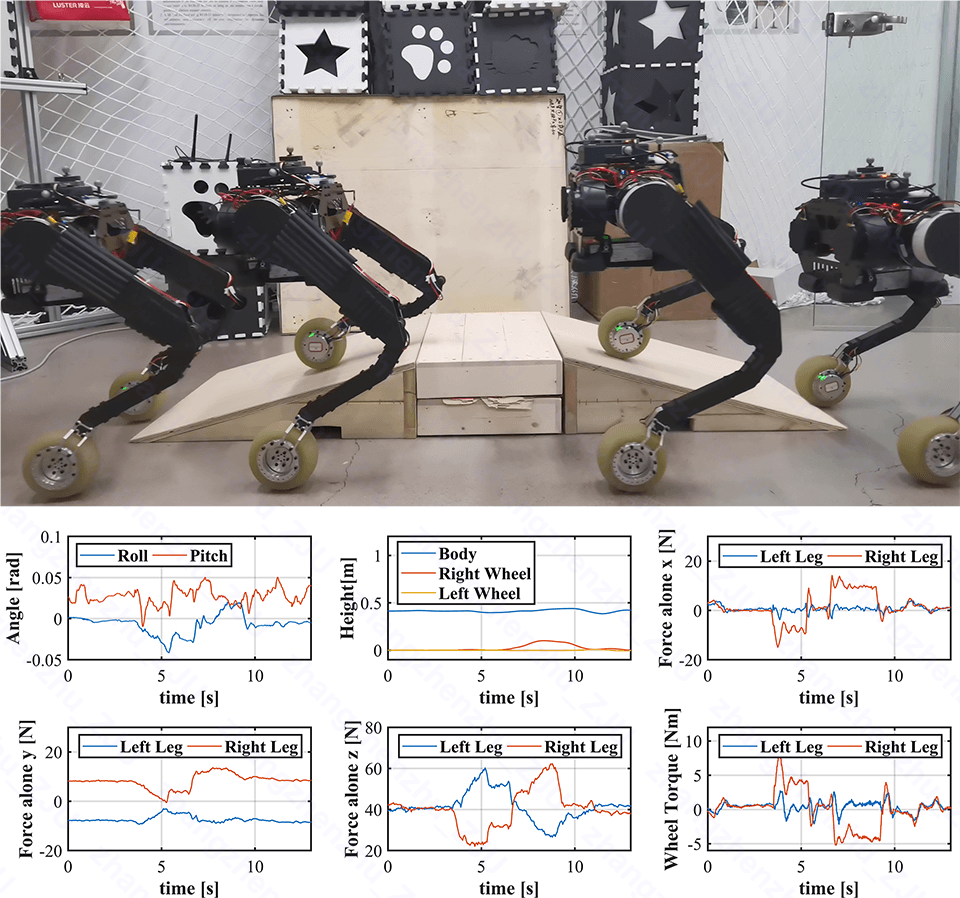 LUSTER
0.1
0.05
0
-0.05
Angle [rad]
Roll Pitch
0 5 10
time [s]
1
0.5
0
Height[m]
Body
Right Wheel
Left Wheel
0 5 10
time [s]
20
0
-20
Force alone x [N]
Left Leg Right Leg
0 5 10
time [s]
20
0
-20
Force alone y [N]
Left Leg Right Leg
0 5 10
time [s]
80
60
40
20
Force alone z [N]
Left Leg Right Leg
0 5 10
time [s]
10
5
0
-5
Wheel Torque [Nm]
Left Leg Right Leg
0 5 10
time [s]